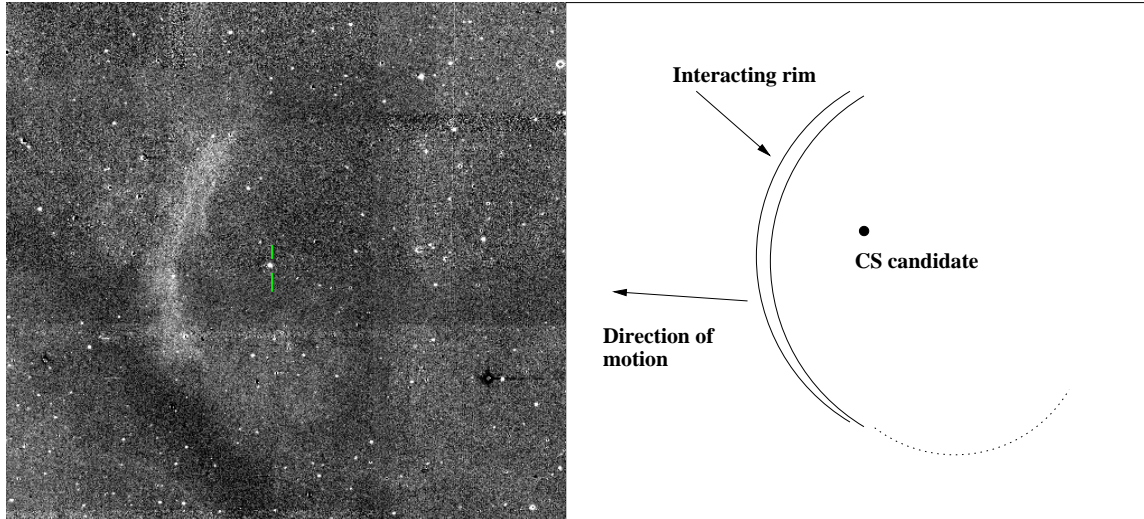 Interacting rim
CS candidate
Direction of
motion